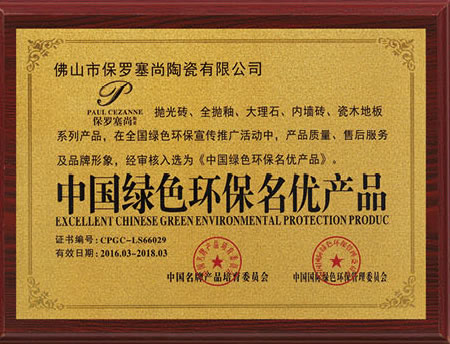 佛山市保罗塞尚陶瓷有限公司
P
PAUL CEZANNE
保罗塞尚
抛光砖、全抛釉、大理石、内墙砖、瓷木地板
系列产品，在全国绿色环保宣传推广活动中，产品质量、售后服务
及品牌形象，经审核入选为《中国绿色环保名优产品》。
中国绿色环保名优产品
EXCELLENT CHINESE GREEN ENVIRONMENTAL PROTECTION PRODUC
证书编号：CPGC-LS66029
有效日期：2016.03-2018.03
中国名牌产品培育委员会
中国国际绿色环保管理委员会